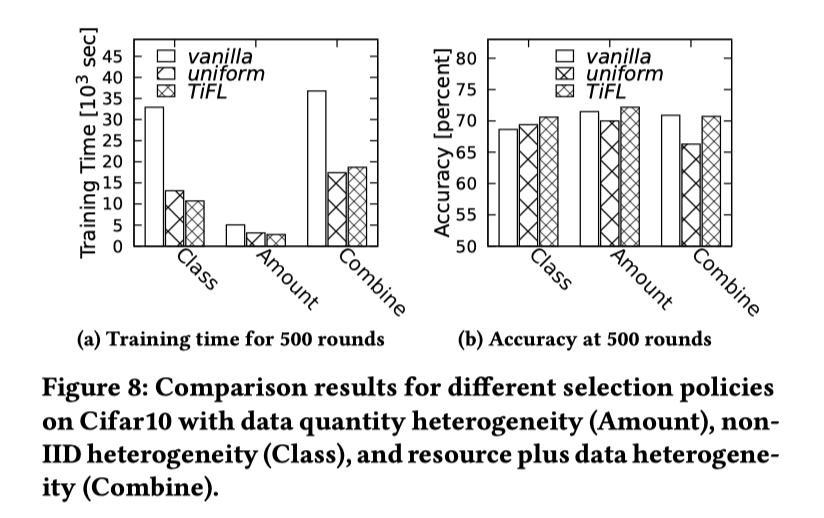 Training Time [10³ sec]
45
40
35
30
25
20
15
10
5
0
vanilla
uniform
TiFL
Class
Amount
Combine
(a) Training time for 500 rounds
Accuracy [percent]
80
75
70
65
60
55
50
vanilla
uniform
TiFL
Class
Amount
Combine
(b) Accuracy at 500 rounds
Figure 8: Comparison results for different selection policies
on Cifar10 with data quantity heterogeneity (Amount), non-
IID heterogeneity (Class), and resource plus data heterogene-
ity (Combine).